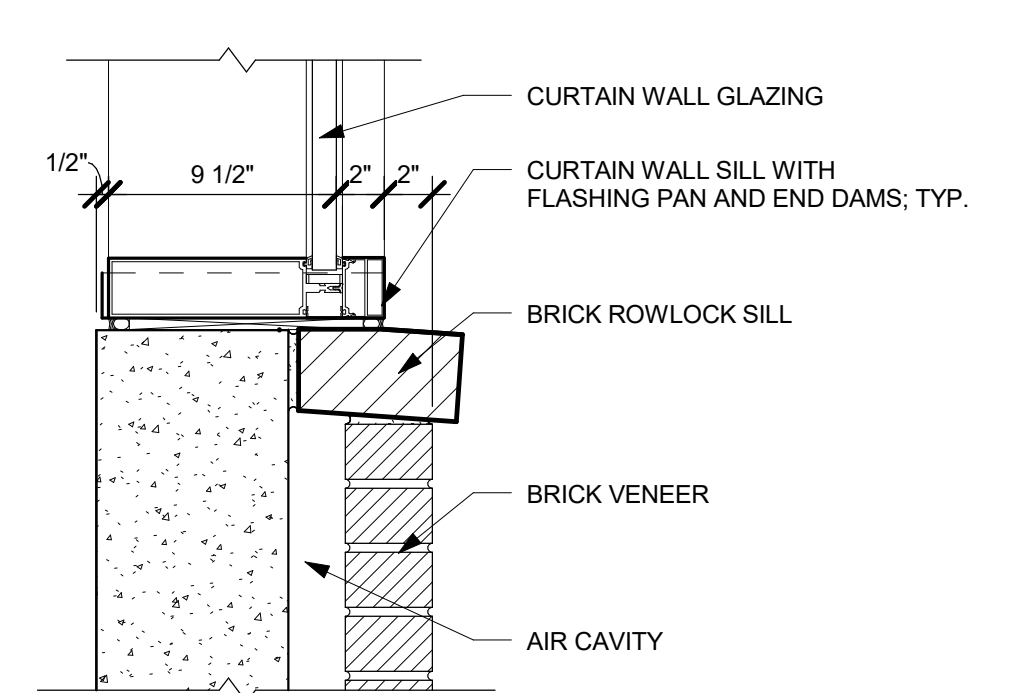 CURTAIN WALL GLAZING
1/2"
9 1/2"
2"
2"
CURTAIN WALL SILL WITH
FLASHING PAN AND END DAMS; TYP.
BRICK ROWLOCK SILL
BRICK VENEER
AIR CAVITY